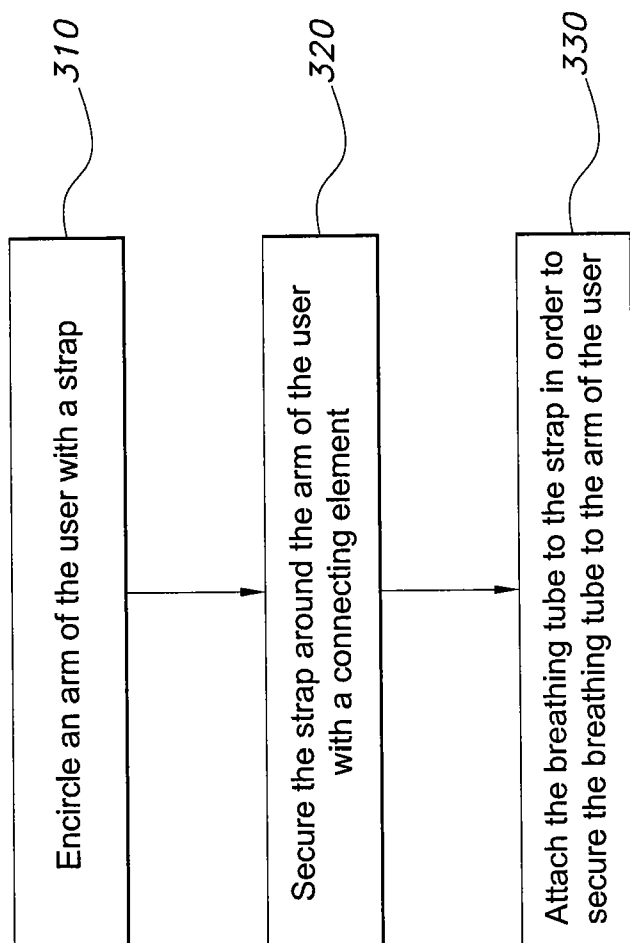 Encircle an arm of the user with a strap
310
Secure the strap around the arm of the user
with a connecting element
320
Attach the breathing tube to the strap in order to
secure the breathing tube to the arm of the user
330